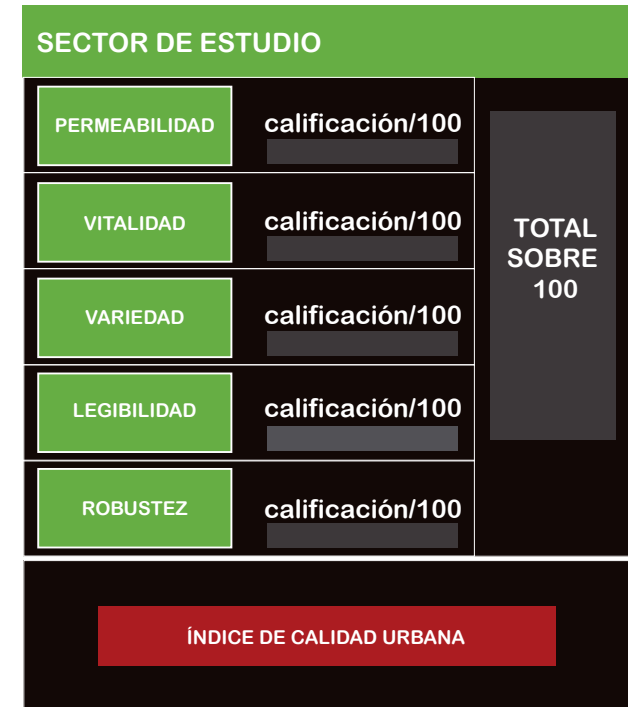 SECTOR DE ESTUDIO
PERMEABILIDAD
calificación/100
VITALIDAD
calificación/100
VARIEDAD
calificación/100
LEGIBILIDAD
calificación/100
ROBUSTEZ
calificación/100
TOTAL
SOBRE
100
ÍNDICE DE CALIDAD URBANA